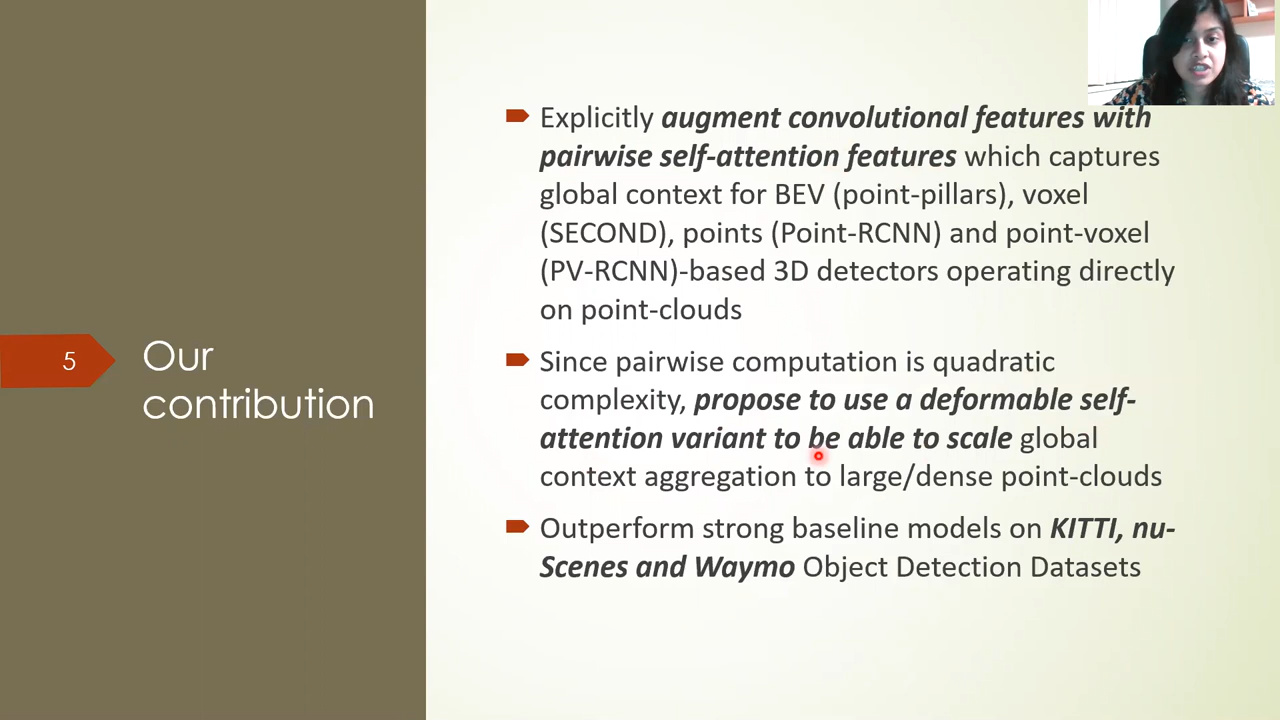 5
Our
contribution
Explicitly augment convolutional features with
pairwise self-attention features which captures
global context for BEV (point-pillars), voxel
(SECOND), points (Point-RCNN) and point-voxel
(PV-RCNN)-based 3D detectors operating directly
on point-clouds
Since pairwise computation is quadratic
complexity, propose to use a deformable self-
attention variant to be able to scale global
context aggregation to large/dense point-clouds
Outperform strong baseline models on KITTI, nu-
Scenes and Waymo Object Detection Datasets